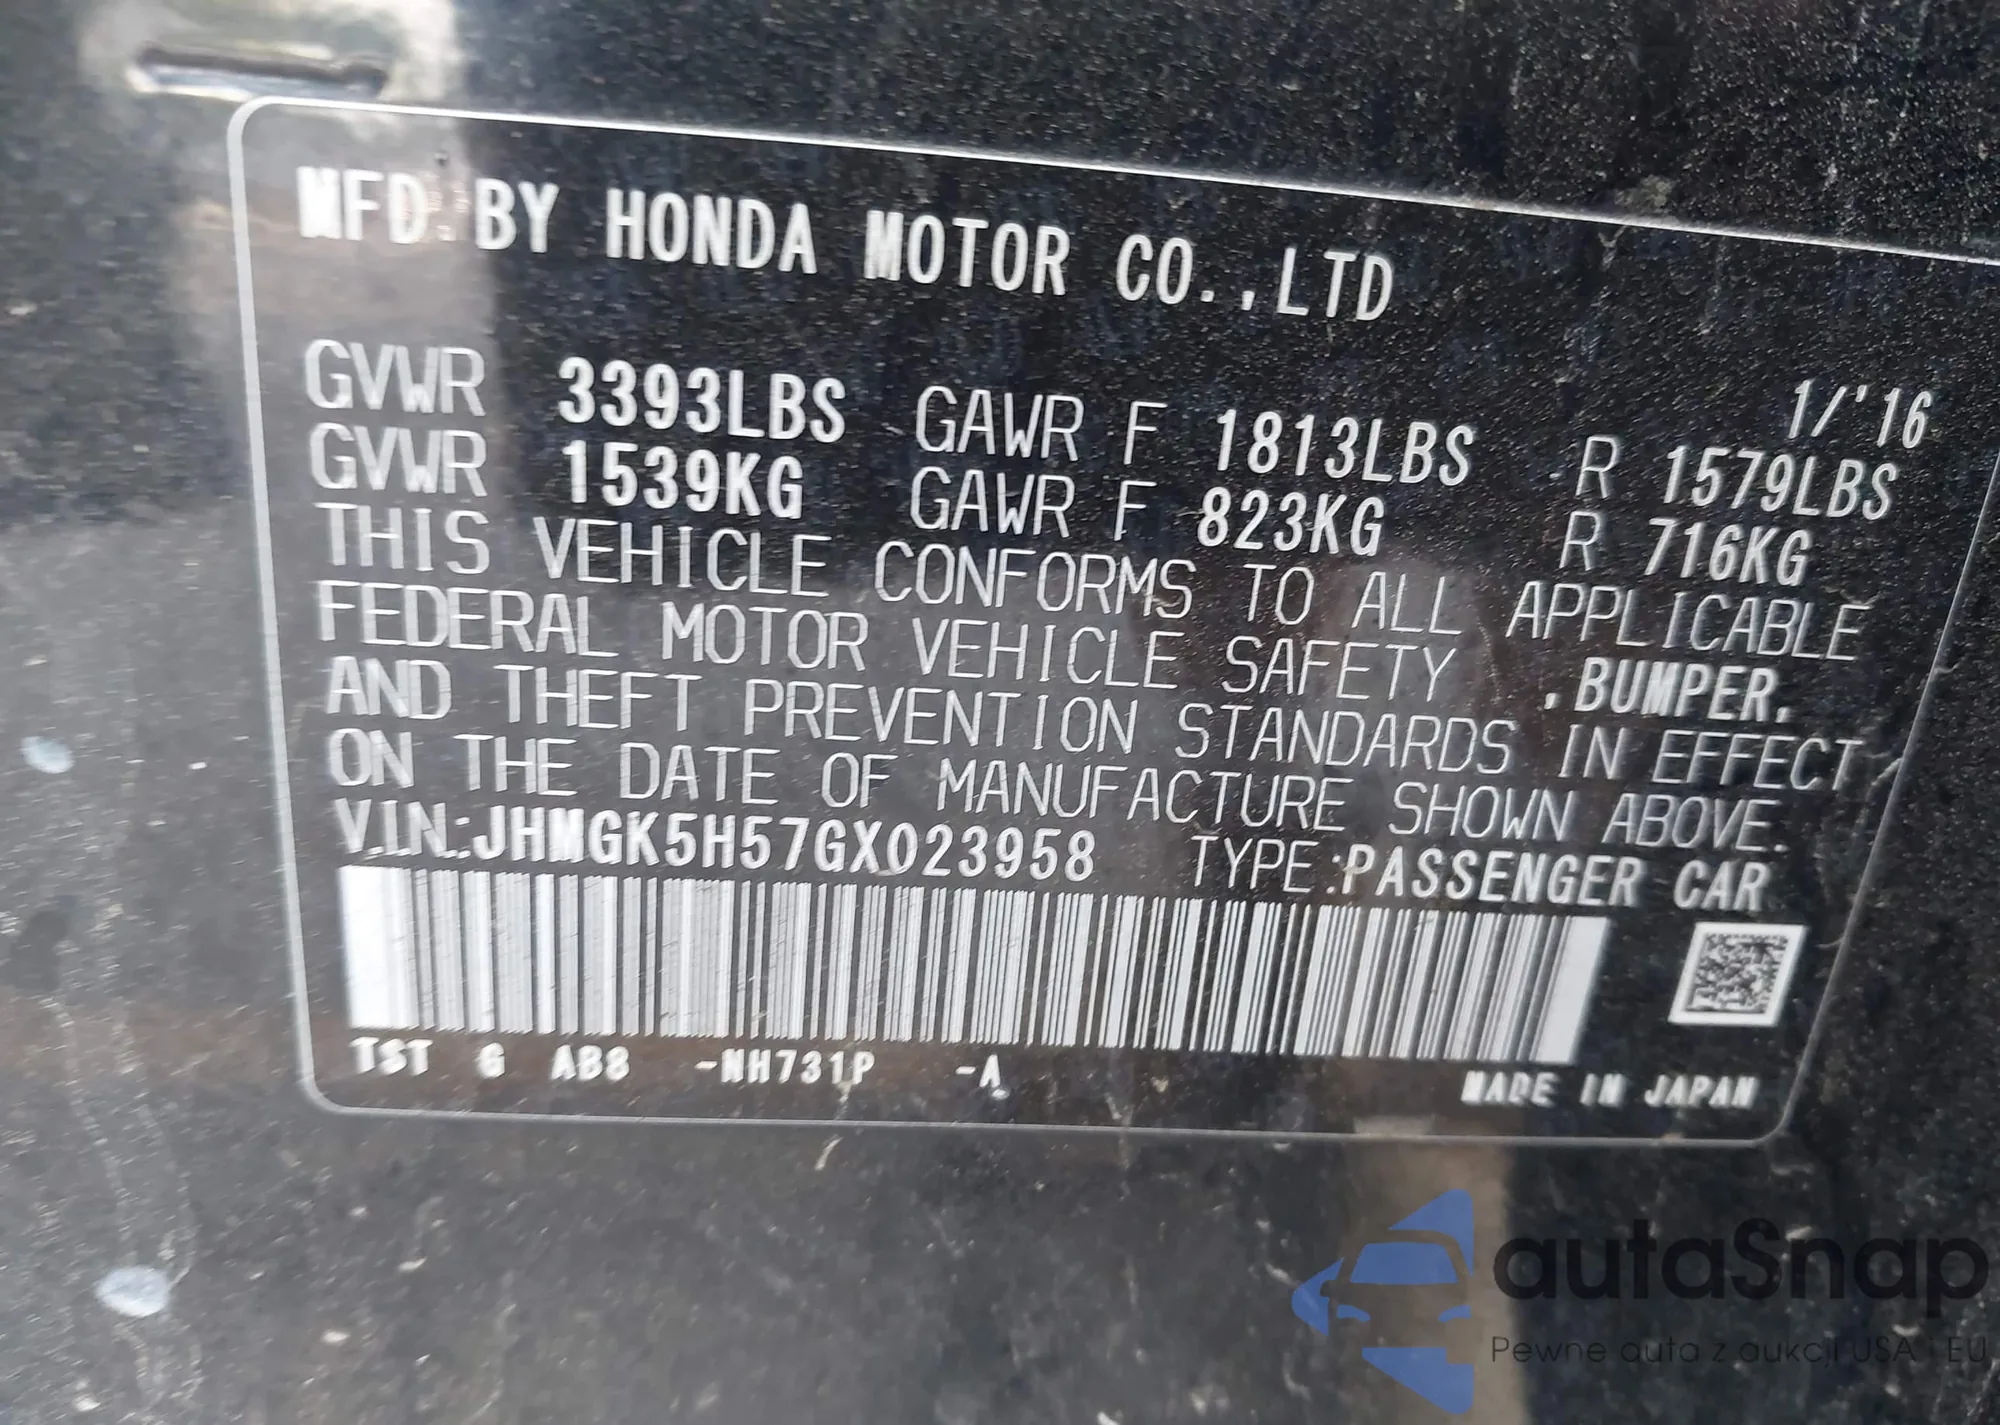 MFD.BY HONDA MOTOR CO.,LTD
1/'16
GVWR 3393LBS GAWR F 1813LBS R 1579LBS
GVWR 1539KG GAWR F 823KG R 716KG
THIS VEHICLE CONFORMS TO ALL APPLICABLE
FEDERAL MOTOR VEHICLE SAFETY ,BUMPER,
AND THEFT PREVENTION STANDARDS IN EFFECT
ON THE DATE OF MANUFACTURE SHOWN ABOVE.
V.I.N.:JHMGK5H57GX023958 TYPE:PASSENGER CAR
TST G AB8 -NH731P -A
MADE IN JAPAN
autaSnap
Pewne auta z aukcji USA i EU